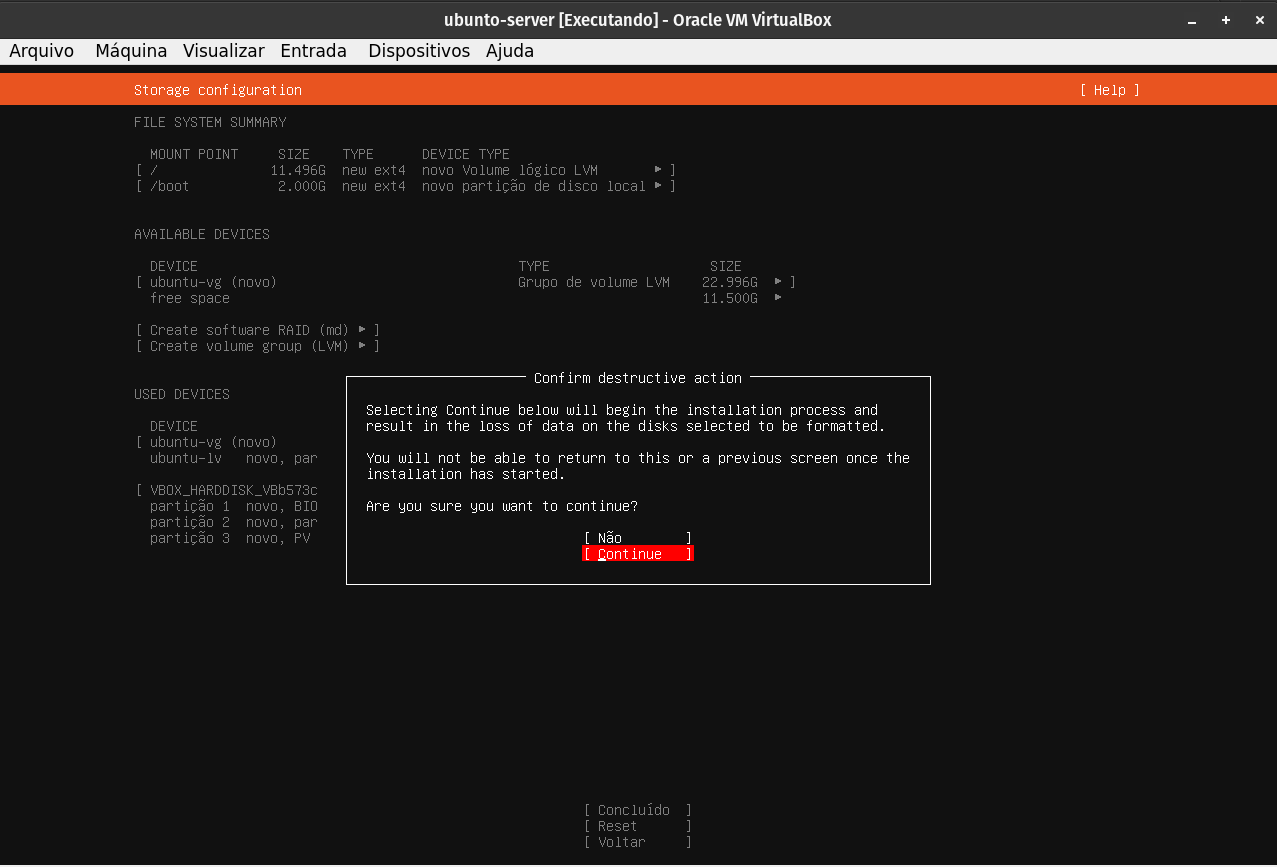 ubunto-server [Executando] - Oracle VM VirtualBox
Arquivo Máquina Visualizar Entrada Dispositivos Ajuda
Storage configuration [ Help ]
FILE SYSTEM SUMMARY
MOUNT POINT SIZE TYPE DEVICE TYPE
[ / 11.496G new ext4 novo Volume lógico LVM ▸ ]
[ /boot 2.000G new ext4 novo partição de disco local ▸ ]
AVAILABLE DEVICES
DEVICE TYPE SIZE
[ ubuntu-vg (novo) Grupo de volume LVM 22.996G ▸ ]
free space 11.500G ▸
[ Create software RAID (md) ▸ ]
[ Create volume group (LVM) ▸ ]
USED DEVICES
DEVICE
[ ubuntu-vg (novo)
ubuntu-lv novo, par
[ VBOX_HARDDISK_VBb573c
partição 1 novo, BIO
partição 2 novo, par
partição 3 novo, PV
Confirm destructive action
Selecting Continue below will begin the installation process and
result in the loss of data on the disks selected to be formatted.
You will not be able to return to this or a previous screen once the
installation has started.
Are you sure you want to continue?
[ Não ]
[ Continue ]
[ Concluído ]
[ Reset ]
[ Voltar ]